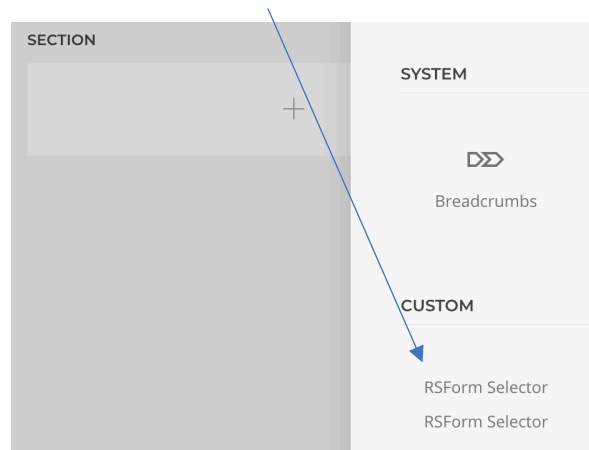 SECTION
SYSTEM
Breadcrumbs
CUSTOM
RSForm Selector
RSForm Selector